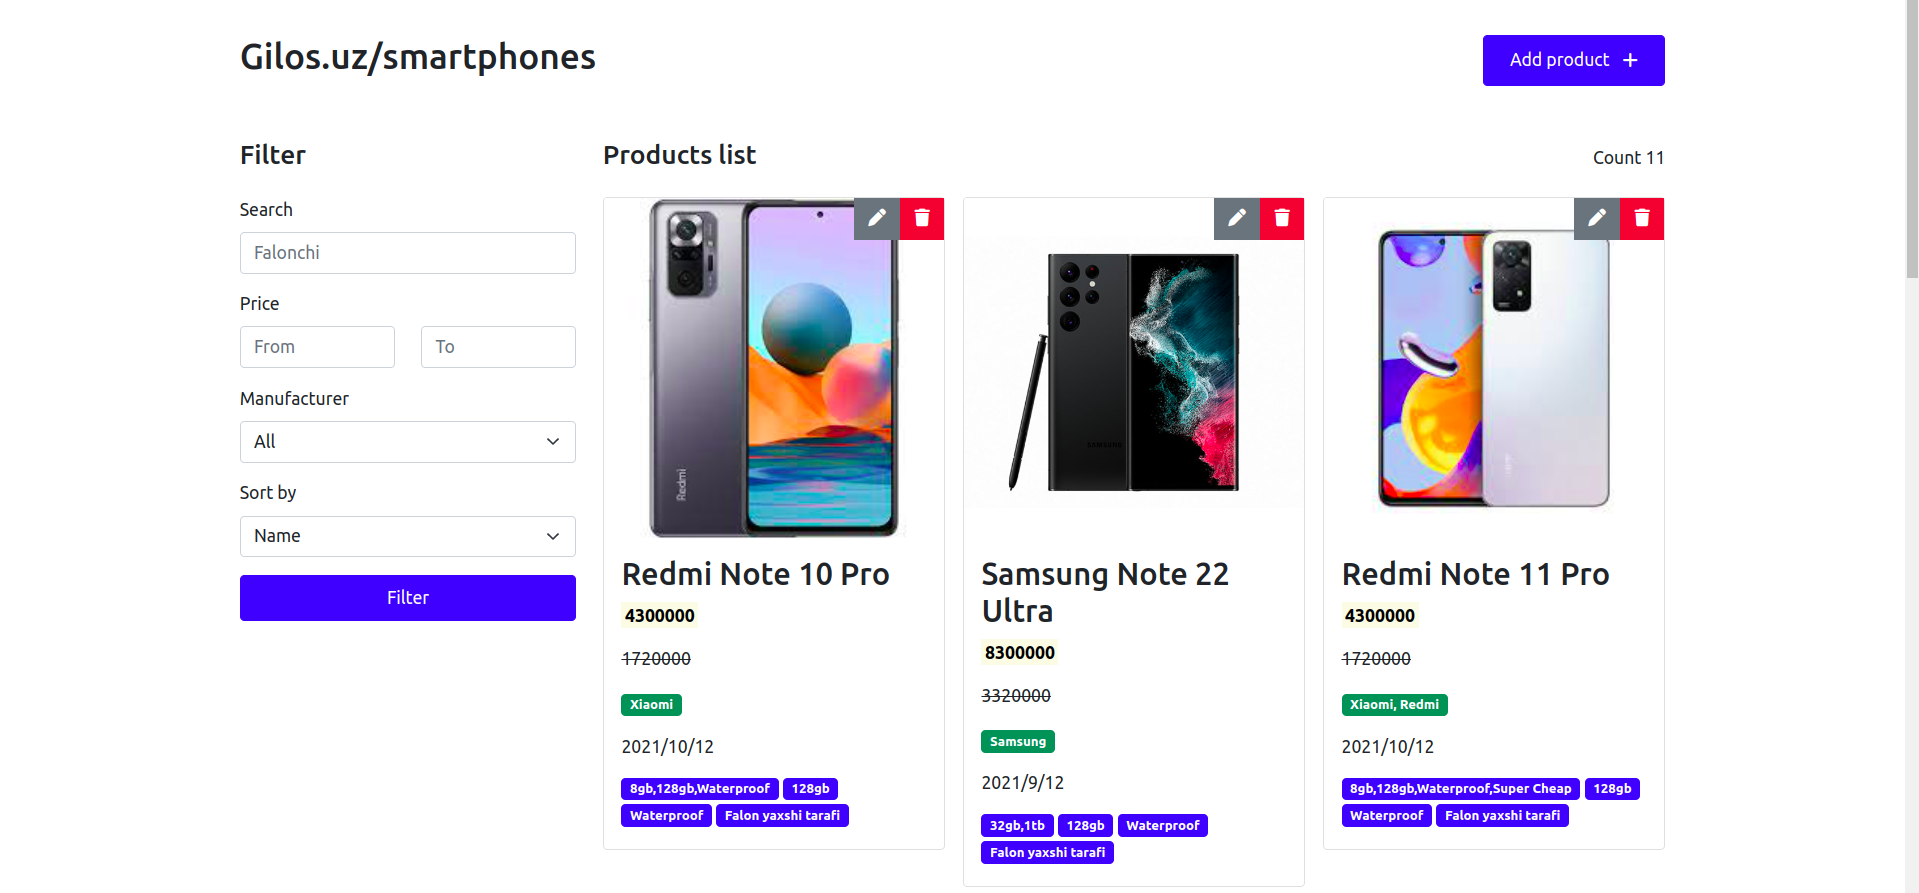 Gilos.uz/smartphones
Add product +
Filter
Products list
Count 11
Search
Falonchi
Price
From
To
Manufacturer
All
Sort by
Name
Filter
Redmi
Redmi Note 10 Pro
4300000
1720000
Xiaomi
2021/10/12
8gb,128gb,Waterproof
128gb
Waterproof
Falon yaxshi tarafi
SAMSUNG
Samsung Note 22
Ultra
8300000
3320000
Samsung
2021/9/12
32gb,1tb
128gb
Waterproof
Falon yaxshi tarafi
Redmi Note 11 Pro
4300000
1720000
Xiaomi, Redmi
2021/10/12
8gb,128gb,Waterproof,Super Cheap
128gb
Waterproof
Falon yaxshi tarafi